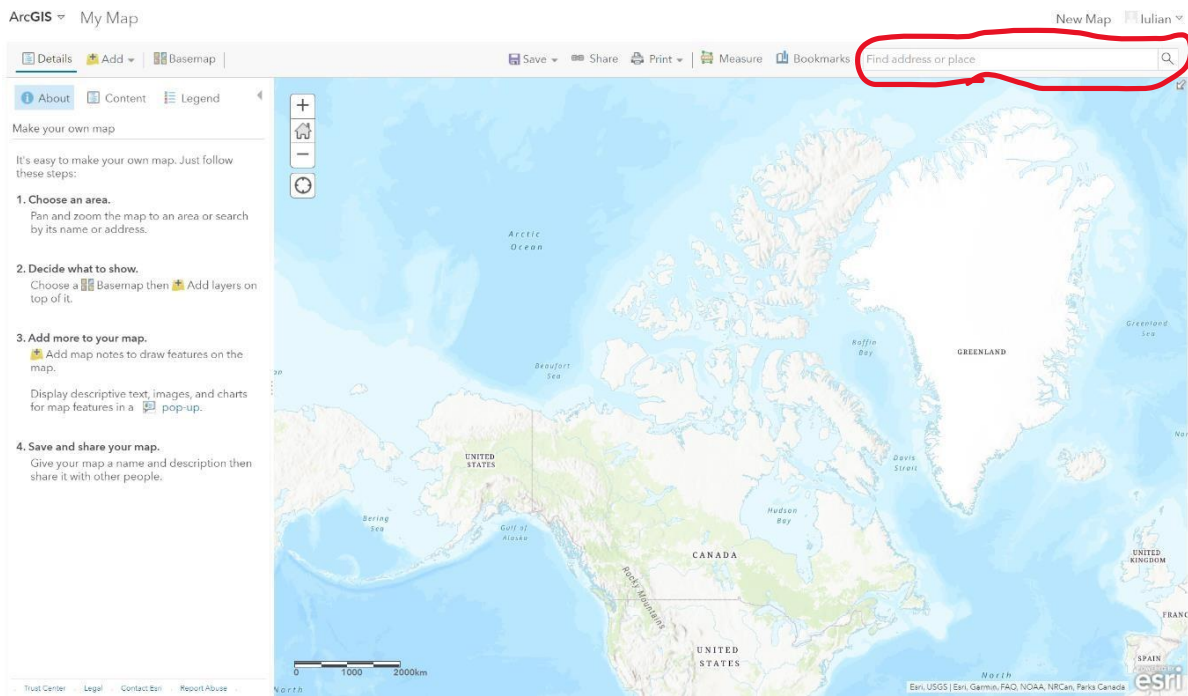 ArcGIS My Map
New Map Iulian
Details Add Basemap
Save Share Print Measure Bookmarks Find address or place
About Content Legend
Make your own map
It's easy to make your own map. Just follow
these steps:
1. Choose an area.
Pan and zoom the map to an area or search
by its name or address.
2. Decide what to show.
Choose a Basemap then Add layers on
top of it.
3. Add more to your map.
Add map notes to draw features on the
map.
Display descriptive text, images, and charts
for map features in a pop-up.
4. Save and share your map.
Give your map a name and description then
share it with other people.
Trust Center Legal Contact Esri Report Abuse
+
−
Arctic
Ocean
Greenland
Sea
Baffin
Bay
GREENLAND
Beaufort
Sea
UNITED
STATES
Davis
Strait
Bering
Sea
Gulf of
Alaska
Hudson
Bay
CANADA
Rocky Mountains
UNITED
KINGDOM
FRANC
UNITED
STATES
SPAIN
0 1000 2000km
North
North
Esri, USGS | Esri, Garmin, FAO, NOAA, NRCan, Parks Canada
POWERED BY
esri